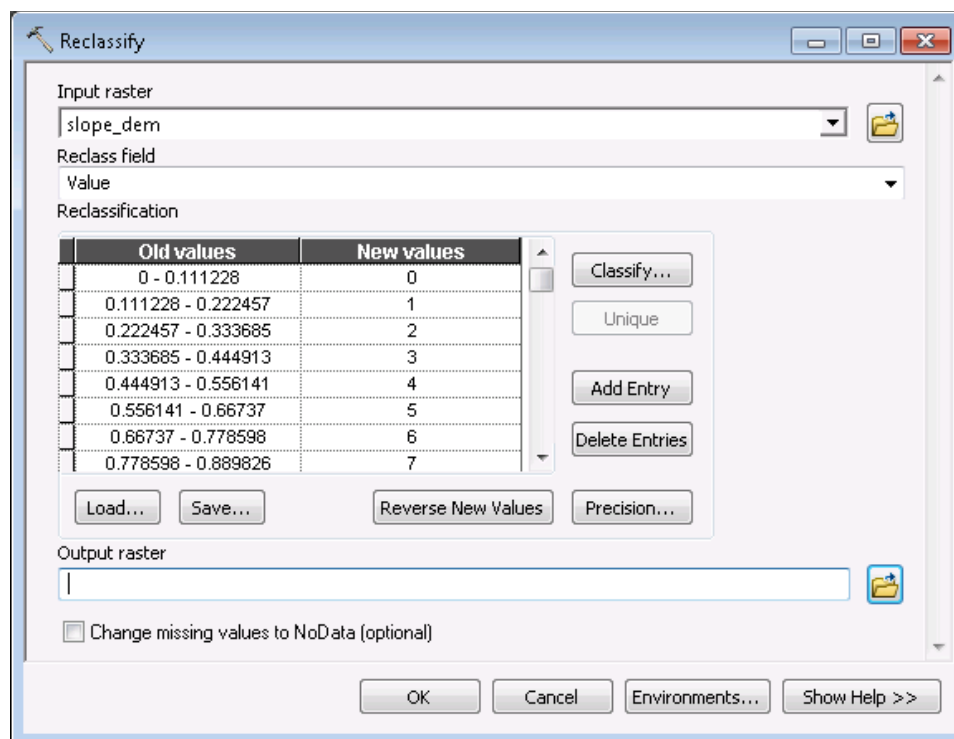 Reclassify
Input raster
slope_dem
Reclass field
Value
Reclassification
Old values New values
0 - 0.111228 0
0.111228 - 0.222457 1
0.222457 - 0.333685 2
0.333685 - 0.444913 3
0.444913 - 0.556141 4
0.556141 - 0.66737 5
0.66737 - 0.778598 6
0.778598 - 0.889826 7
Classify...
Unique
Add Entry
Delete Entries
Load... Save... Reverse New Values Precision...
Output raster
Change missing values to NoData (optional)
OK Cancel Environments... Show Help >>